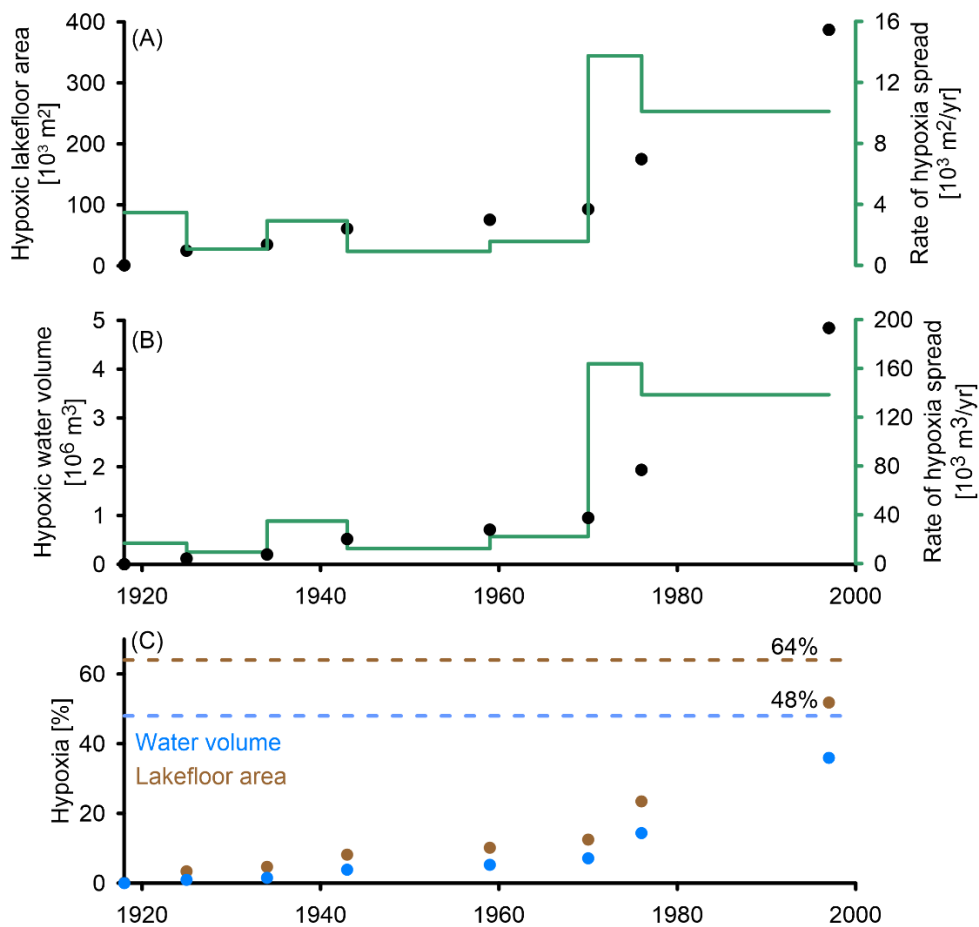 (A)
Hypoxic lakefloor area
[10³ m²]
400
300
200
100
0
16
12
8
4
0
Rate of hypoxia spread
[10³ m²/yr]
(B)
Hypoxic water volume
[10⁶ m³]
5
4
3
2
1
0
200
160
120
80
40
0
Rate of hypoxia spread
[10³ m³/yr]
1920 1940 1960 1980 2000
(C)
Hypoxia [%]
60
40
20
0
64%
48%
Water volume
Lakefloor area
1920 1940 1960 1980 2000